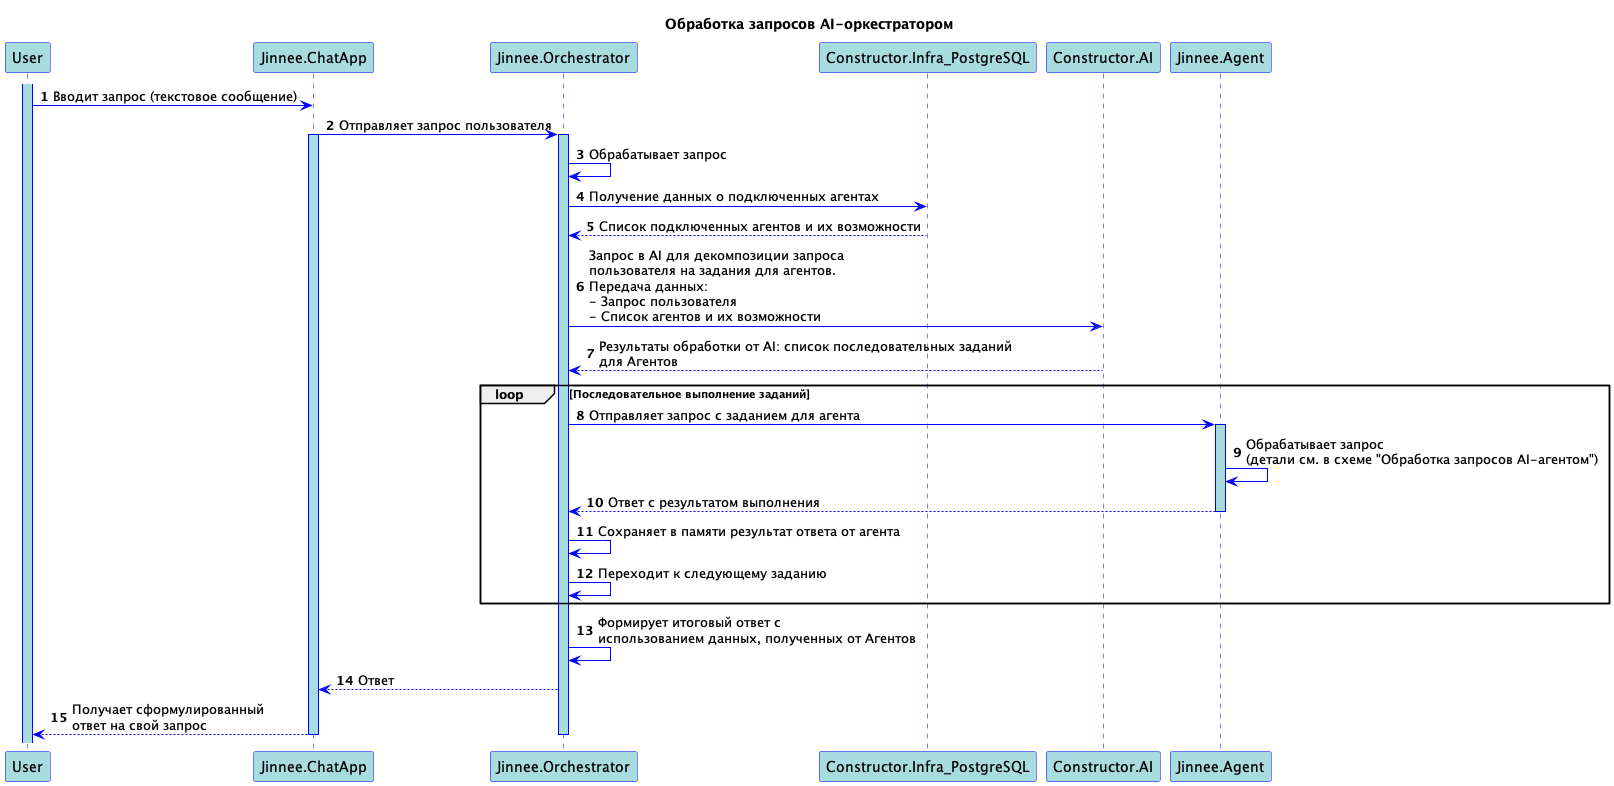 Обработка запросов AI-оркестратором
User
Jinnee.ChatApp
Jinnee.Orchestrator
Constructor.Infra_PostgreSQL
Constructor.AI
Jinnee.Agent
1 Вводит запрос (текстовое сообщение)
2 Отправляет запрос пользователя
3 Обрабатывает запрос
4 Получение данных о подключенных агентах
5 Список подключенных агентов и их возможности
Запрос в AI для декомпозиции запроса
пользователя на задания для агентов.
6 Передача данных:
- Запрос пользователя
- Список агентов и их возможности
7 Результаты обработки от AI: список последовательных заданий
для Агентов
loop [Последовательное выполнение заданий]
8 Отправляет запрос с заданием для агента
9 Обрабатывает запрос
(детали см. в схеме "Обработка запросов AI-агентом")
10 Ответ с результатом выполнения
11 Сохраняет в памяти результат ответа от агента
12 Переходит к следующему заданию
13 Формирует итоговый ответ с
использованием данных, полученных от Агентов
14 Ответ
15 Получает сформулированный
ответ на свой запрос
User
Jinnee.ChatApp
Jinnee.Orchestrator
Constructor.Infra_PostgreSQL
Constructor.AI
Jinnee.Agent